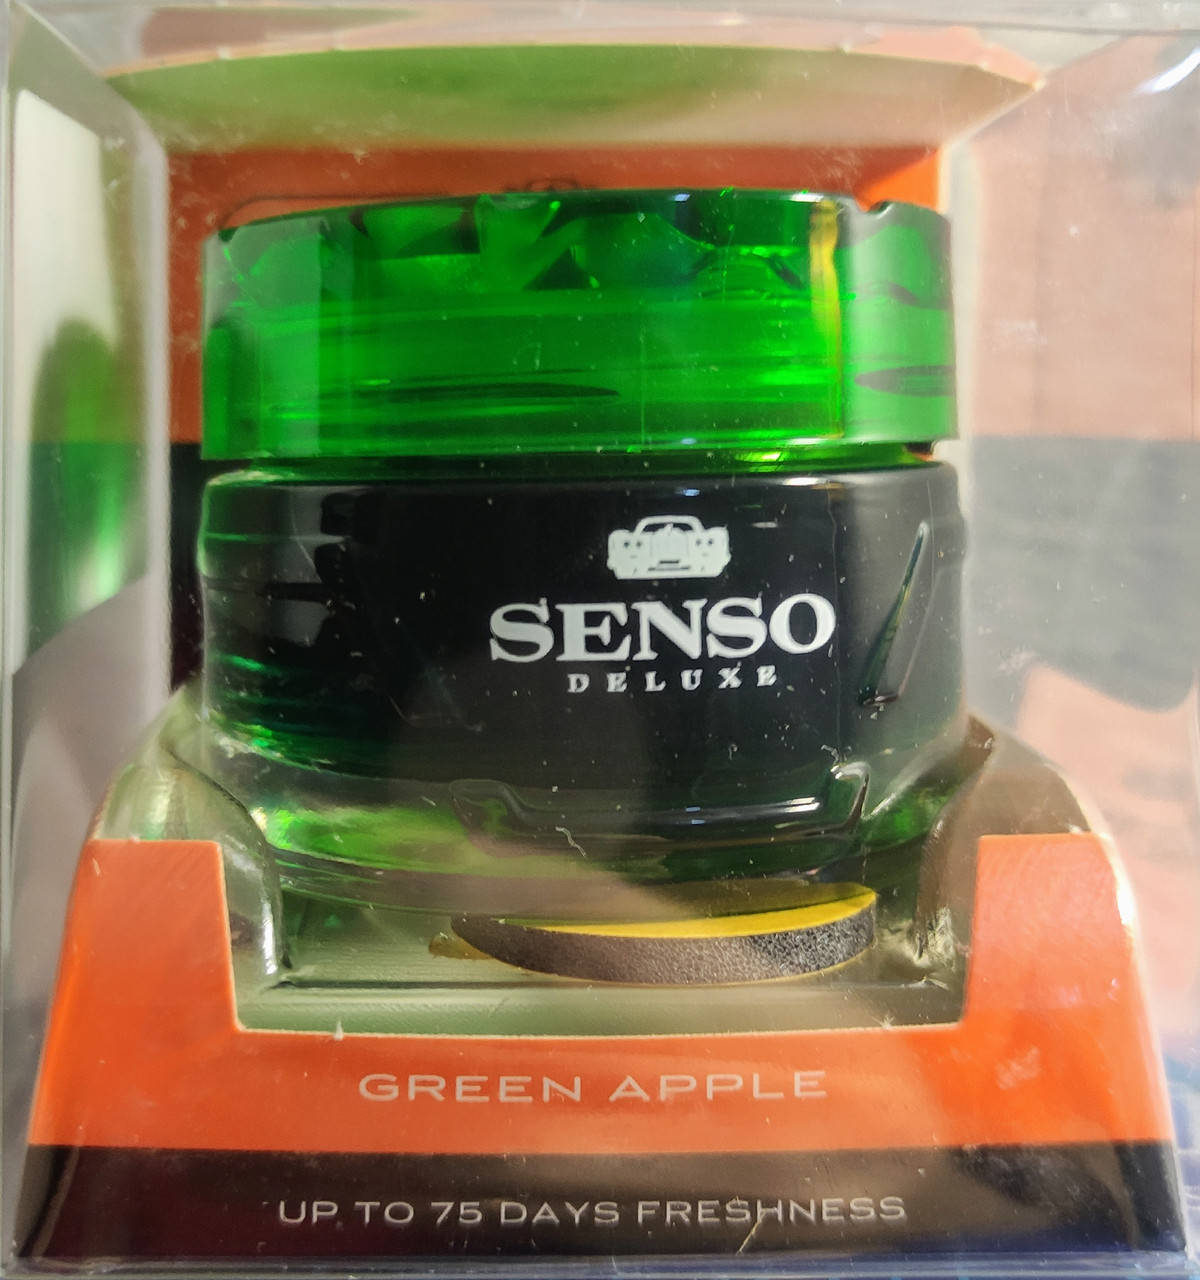 SENSO
DELUXE
GREEN APPLE
UP TO 75 DAYS FRESHNESS